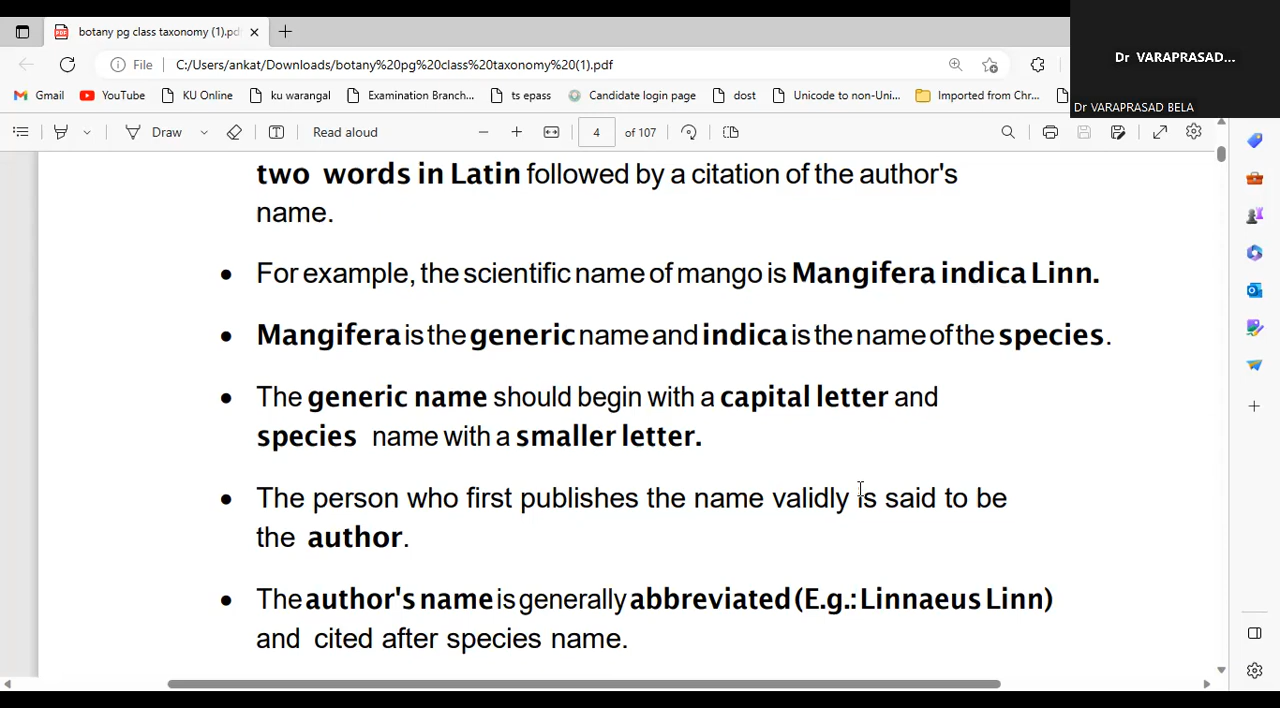 botany pg class taxonomy (1).pd
Dr VARAPRASAD...
File C:/Users/ankat/Downloads/botany%20pg%20class%20taxonomy%20(1).pdf
Gmail YouTube KU Online ku warangal Examination Branch... ts epass Candidate login page dost Unicode to non-Uni... Imported from Chr...
Dr VARAPRASAD BELA
Draw Read aloud 4 of 107
two words in Latin followed by a citation of the author's
name.
• For example, the scientific name of mango is Mangifera indica Linn.
• Mangifera is the generic name and indica is the name of the species.
• The generic name should begin with a capital letter and
species name with a smaller letter.
• The person who first publishes the name validly is said to be
the author.
• The author's name is generally abbreviated (E.g.: Linnaeus Linn)
and cited after species name.